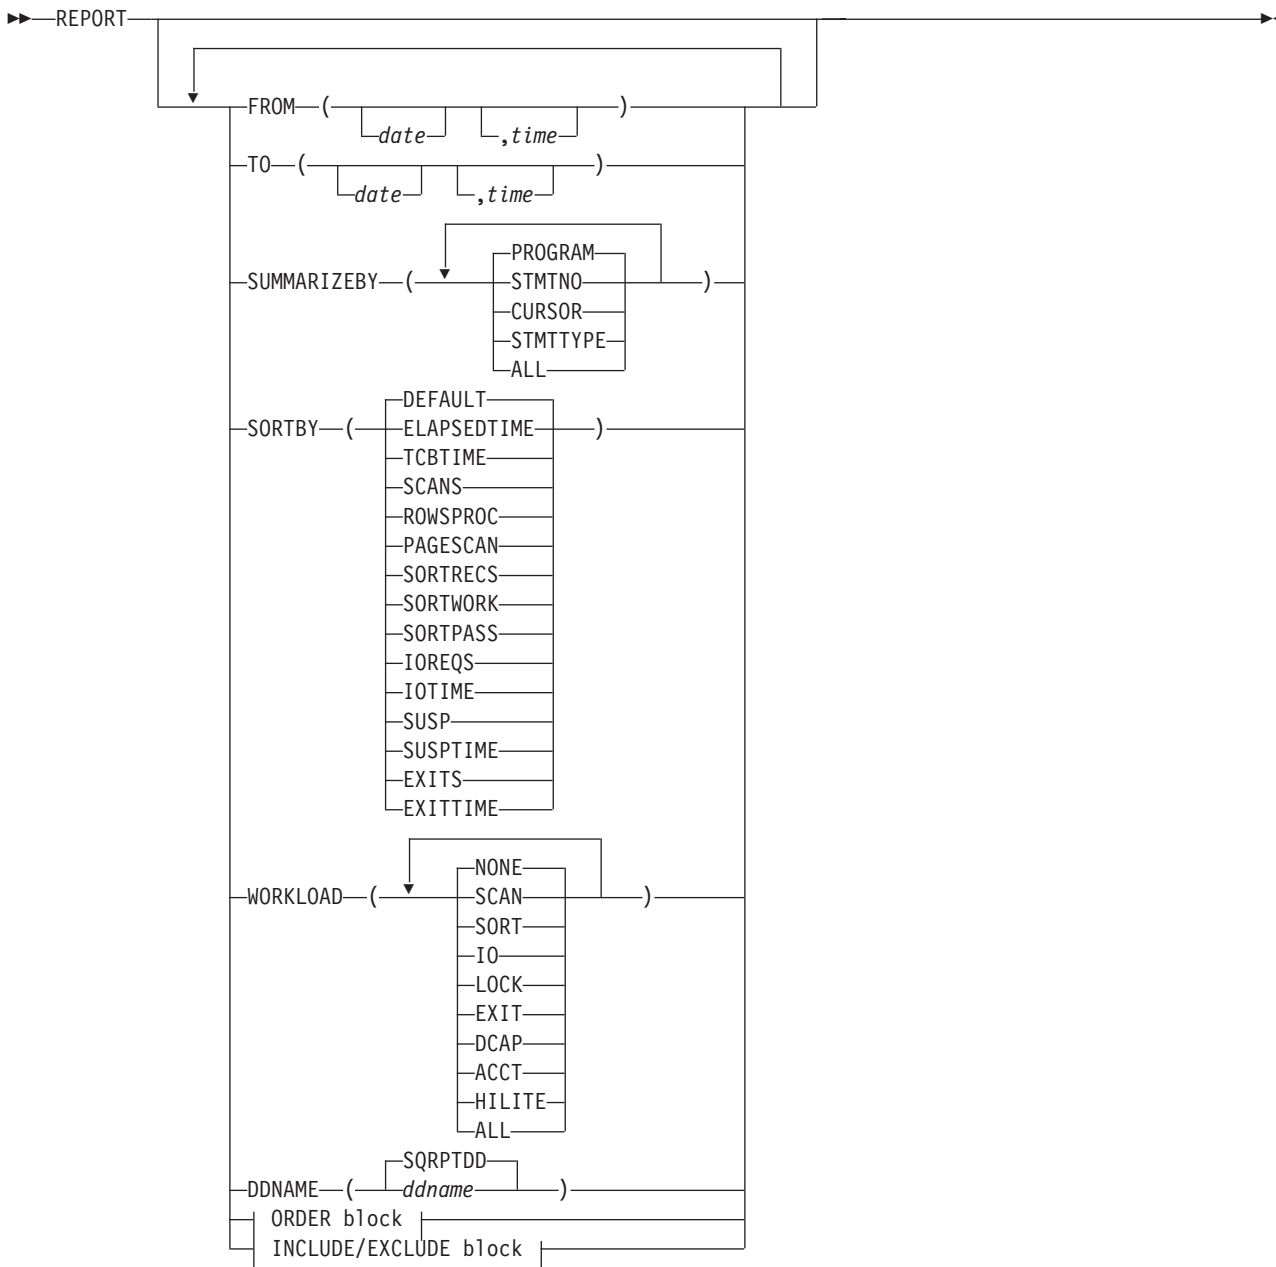 REPORT
FROM ( date ,time )
TO ( date ,time )
PROGRAM
SUMMARIZEBY ( STMTNO )
CURSOR
STMTTYPE
ALL
DEFAULT
SORTBY ( ELAPSEDTIME )
TCBTIME
SCANS
ROWSPROC
PAGESCAN
SORTRECS
SORTWORK
SORTPASS
IOREQS
IOTIME
SUSP
SUSPTIME
EXITS
EXITTIME
NONE
WORKLOAD ( SCAN )
SORT
IO
LOCK
EXIT
DCAP
ACCT
HILITE
ALL
SQRPTDD
DDNAME ( ddname )
ORDER block
INCLUDE/EXCLUDE block